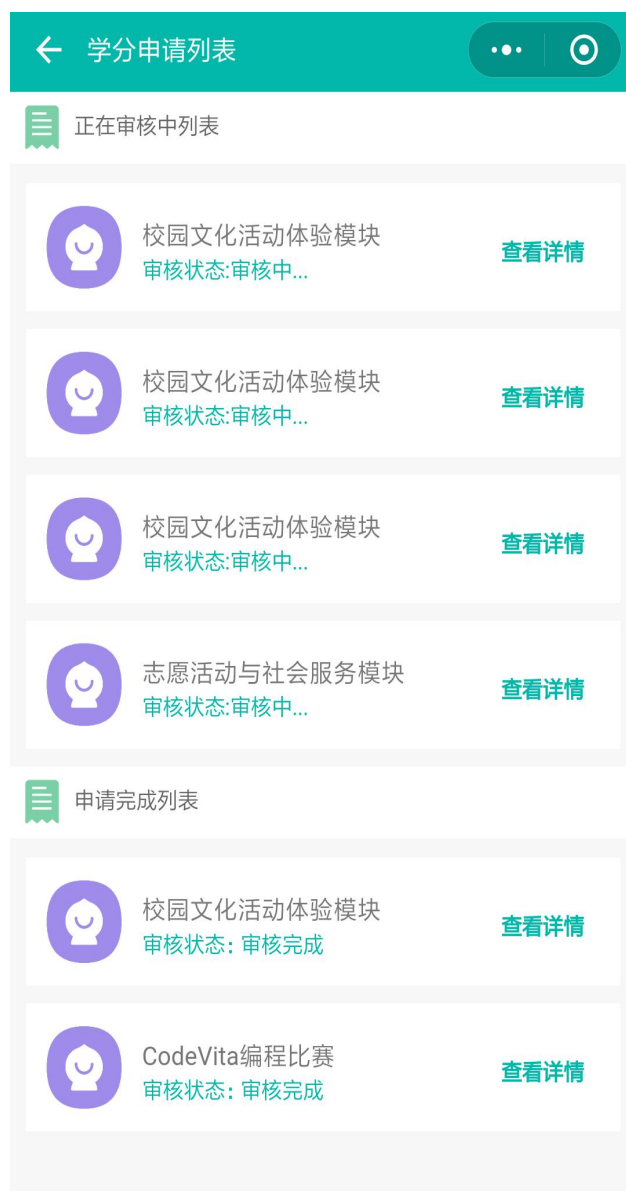 学分申请列表
正在审核中列表
校园文化活动体验模块
审核状态:审核中...
查看详情
校园文化活动体验模块
审核状态:审核中...
查看详情
校园文化活动体验模块
审核状态:审核中...
查看详情
志愿活动与社会服务模块
审核状态:审核中...
查看详情
申请完成列表
校园文化活动体验模块
审核状态：审核完成
查看详情
CodeVita编程比赛
审核状态：审核完成
查看详情